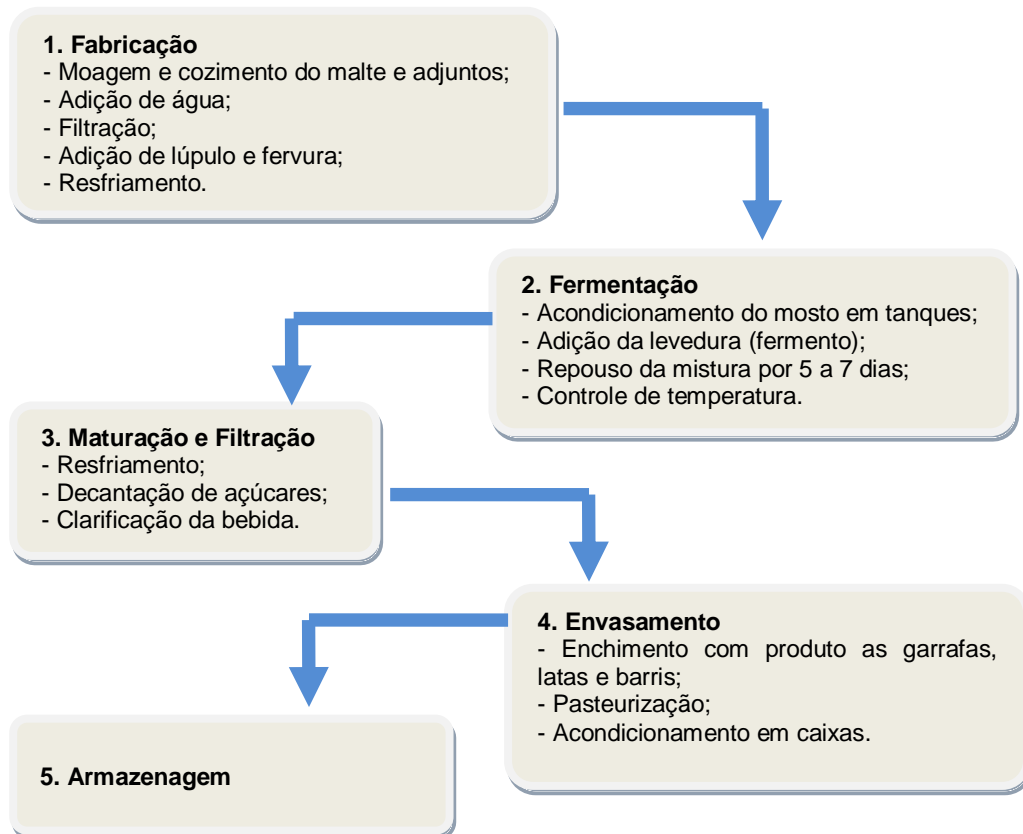 1. Fabricação
- Moagem e cozimento do malte e adjuntos;
- Adição de água;
- Filtração;
- Adição de lúpulo e fervura;
- Resfriamento.
2. Fermentação
- Acondicionamento do mosto em tanques;
- Adição da levedura (fermento);
- Repouso da mistura por 5 a 7 dias;
- Controle de temperatura.
3. Maturação e Filtração
- Resfriamento;
- Decantação de açúcares;
- Clarificação da bebida.
4. Envasamento
- Enchimento com produto as garrafas,
latas e barris;
- Pasteurização;
- Acondicionamento em caixas.
5. Armazenagem